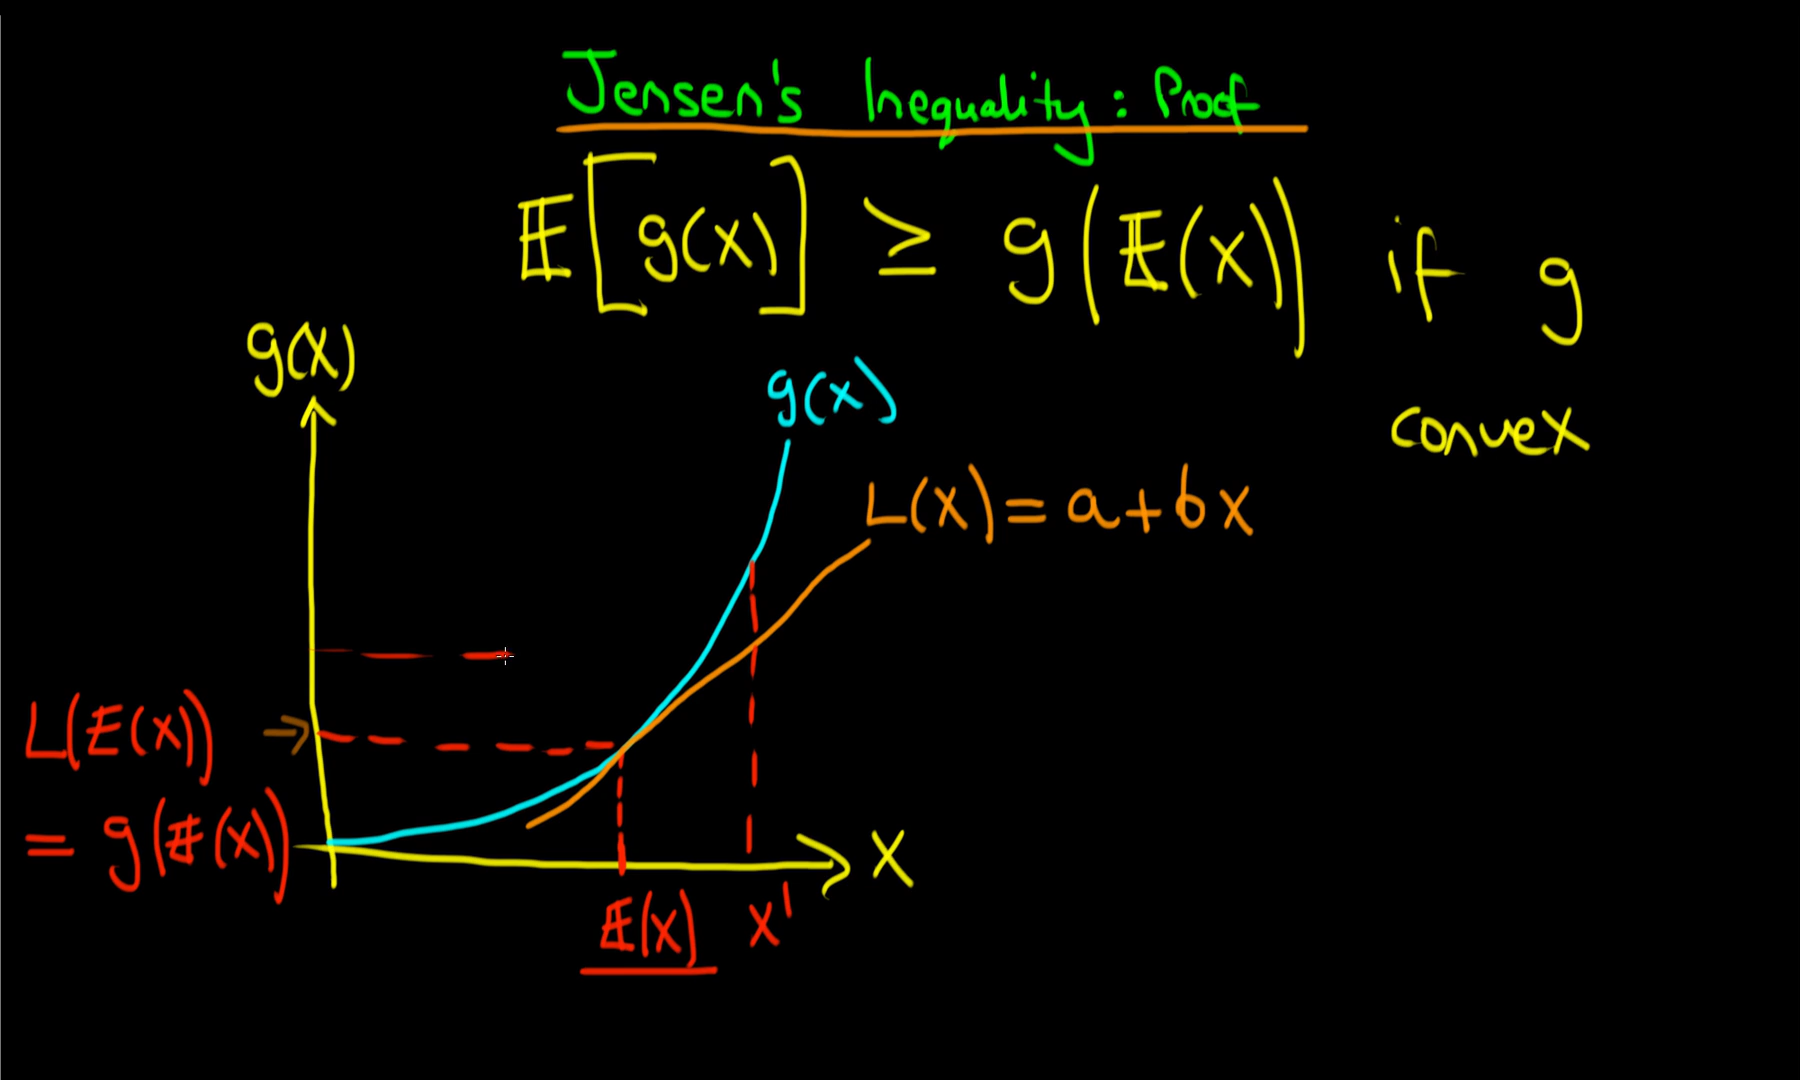 Jensen's Inequality: Proof
𝔼[g(x)] ≥ g(𝔼(x)) if g
convex
g(x)
g(x)
L(x) = a + bx
L(𝔼(x))
= g(𝔼(x))
x
𝔼(x) x'